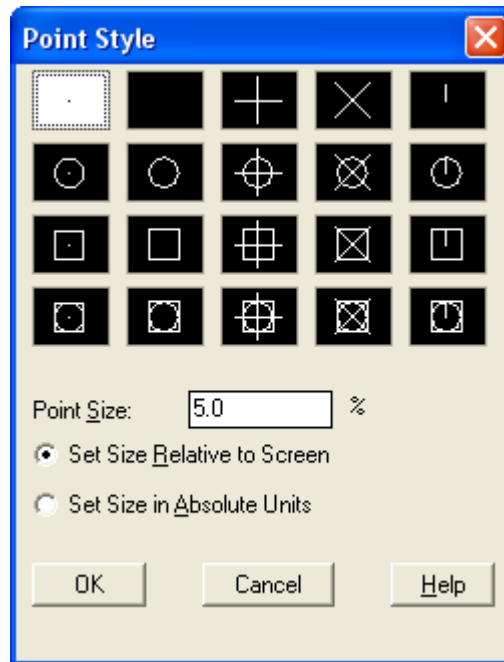 Point Style
Point Size: 5.0 %
Set Size Relative to Screen
Set Size in Absolute Units
OK Cancel Help